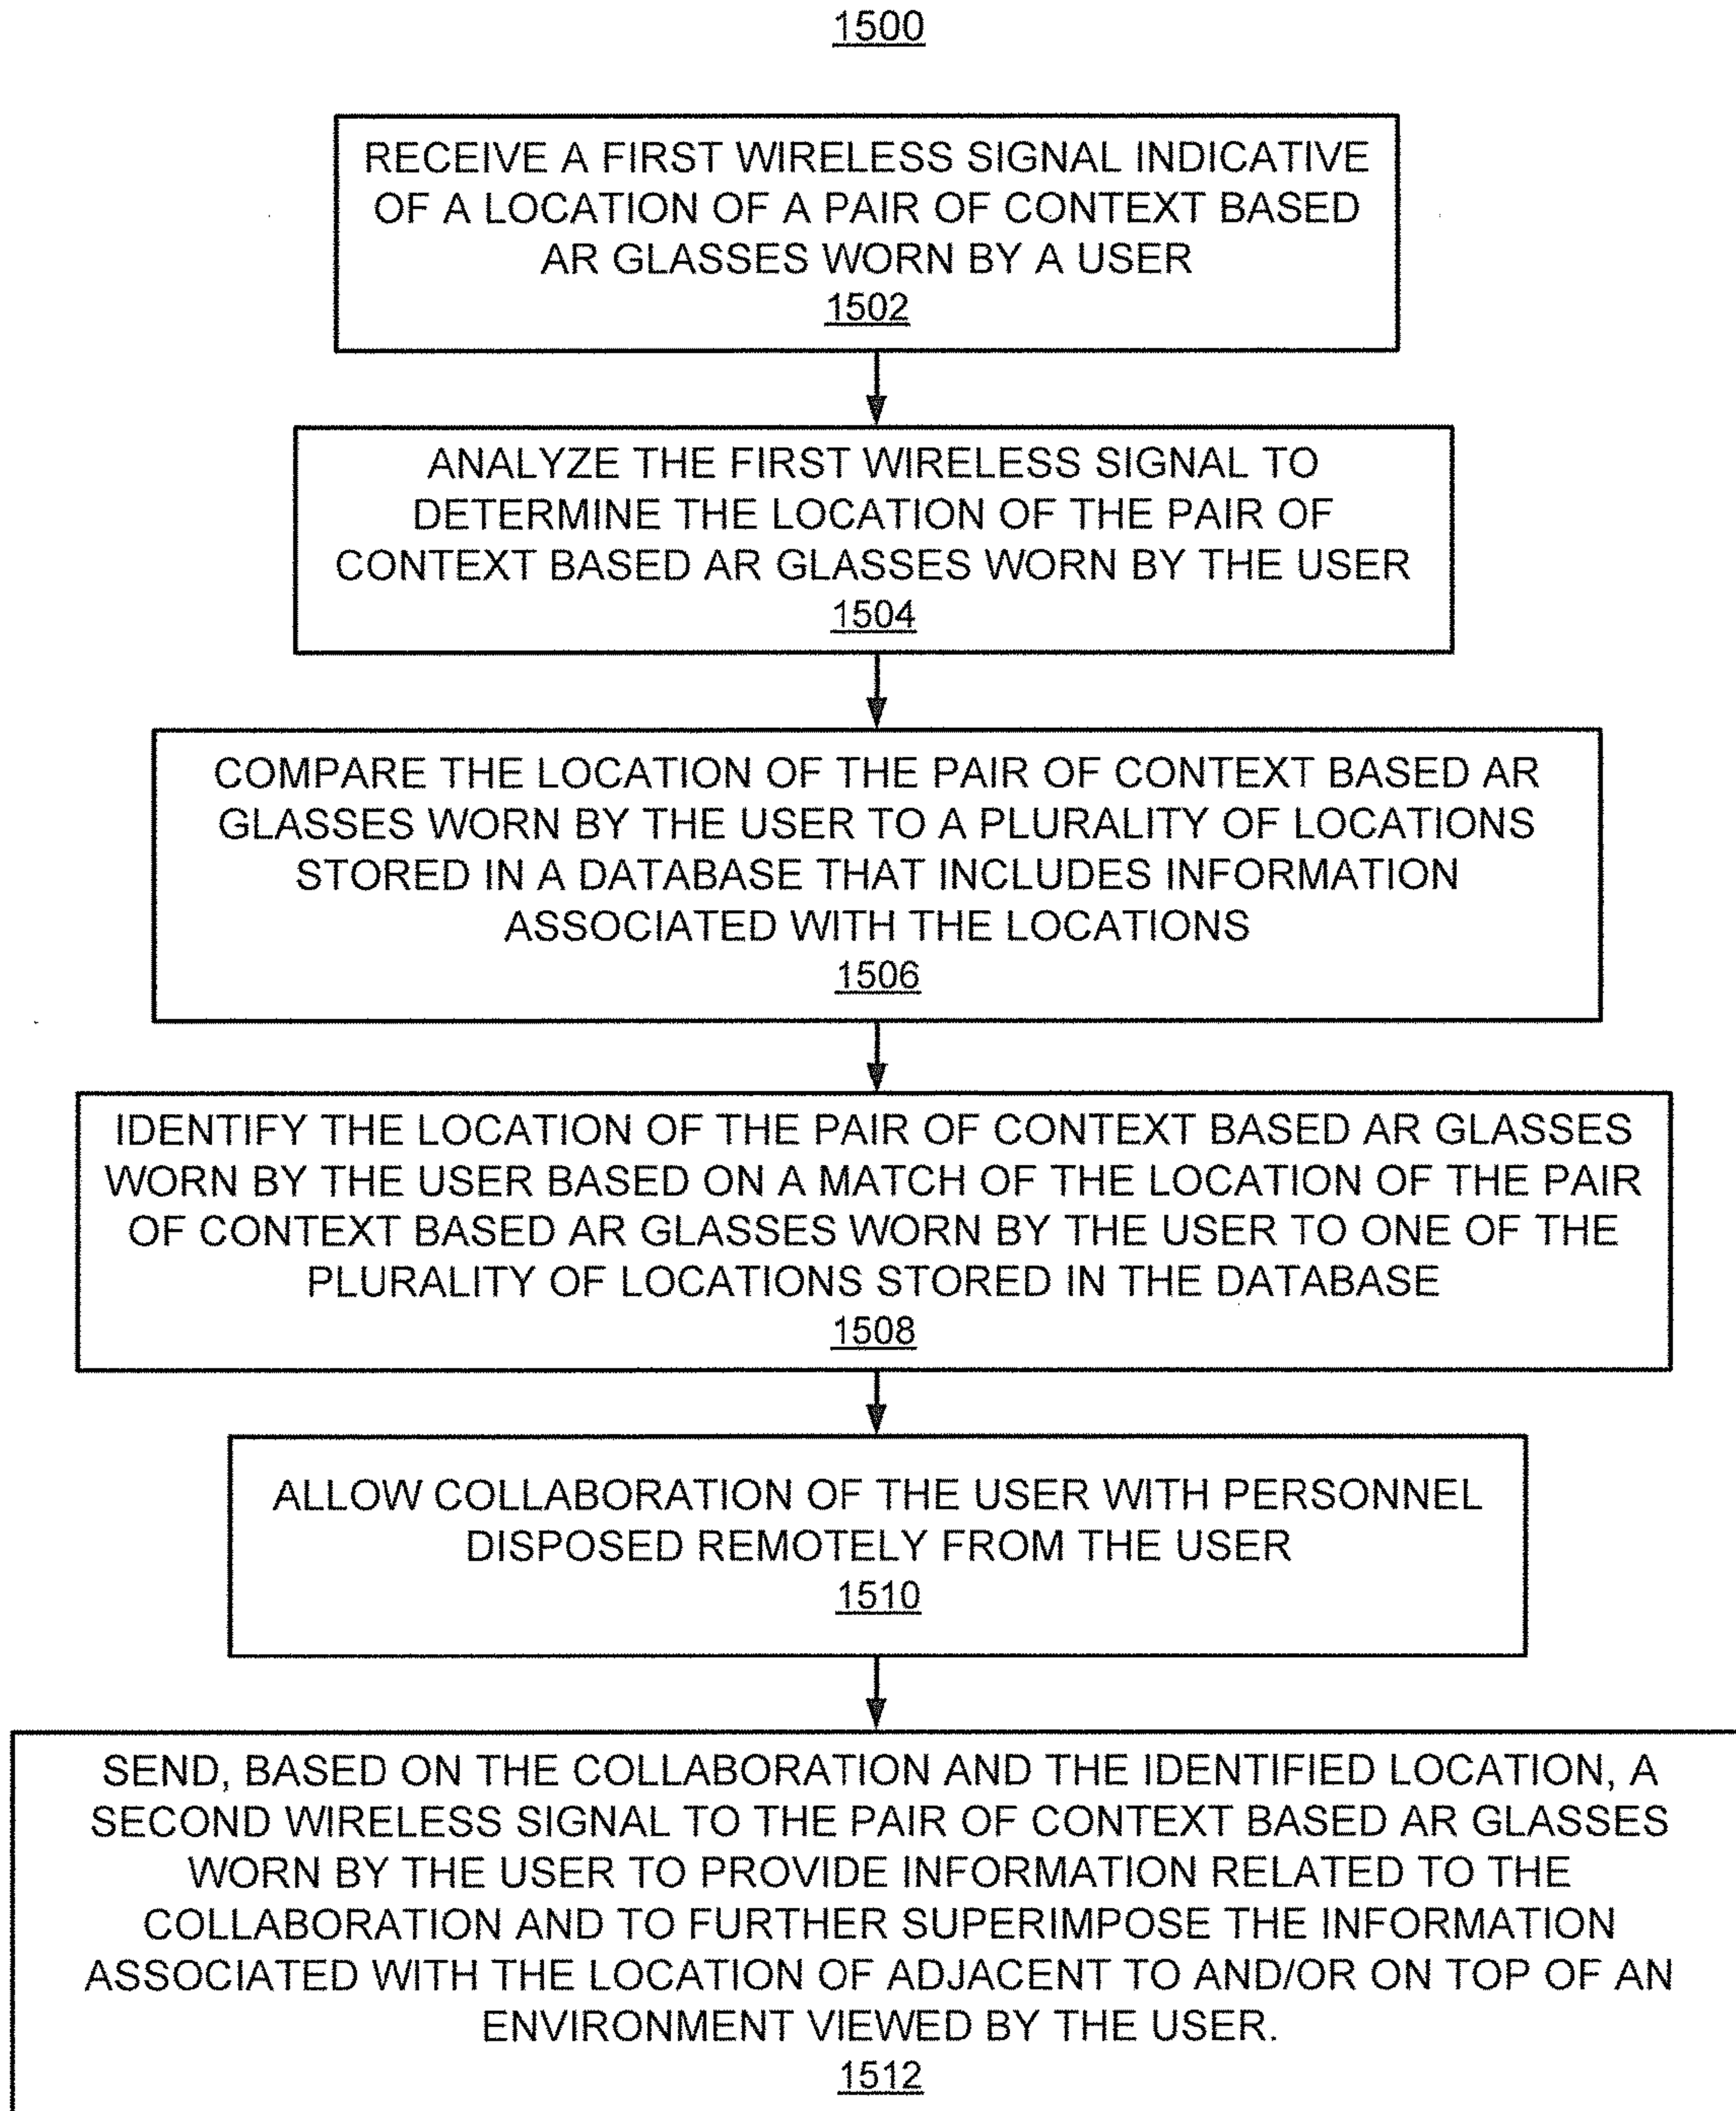 1500
RECEIVE A FIRST WIRELESS SIGNAL INDICATIVE
OF A LOCATION OF A PAIR OF CONTEXT BASED
AR GLASSES WORN BY A USER
1502
ANALYZE THE FIRST WIRELESS SIGNAL TO
DETERMINE THE LOCATION OF THE PAIR OF
CONTEXT BASED AR GLASSES WORN BY THE USER
1504
COMPARE THE LOCATION OF THE PAIR OF CONTEXT BASED AR
GLASSES WORN BY THE USER TO A PLURALITY OF LOCATIONS
STORED IN A DATABASE THAT INCLUDES INFORMATION
ASSOCIATED WITH THE LOCATIONS
1506
IDENTIFY THE LOCATION OF THE PAIR OF CONTEXT BASED AR GLASSES
WORN BY THE USER BASED ON A MATCH OF THE LOCATION OF THE PAIR
OF CONTEXT BASED AR GLASSES WORN BY THE USER TO ONE OF THE
PLURALITY OF LOCATIONS STORED IN THE DATABASE
1508
ALLOW COLLABORATION OF THE USER WITH PERSONNEL
DISPOSED REMOTELY FROM THE USER
1510
SEND, BASED ON THE COLLABORATION AND THE IDENTIFIED LOCATION, A
SECOND WIRELESS SIGNAL TO THE PAIR OF CONTEXT BASED AR GLASSES
WORN BY THE USER TO PROVIDE INFORMATION RELATED TO THE
COLLABORATION AND TO FURTHER SUPERIMPOSE THE INFORMATION
ASSOCIATED WITH THE LOCATION OF ADJACENT TO AND/OR ON TOP OF AN
ENVIRONMENT VIEWED BY THE USER.
1512